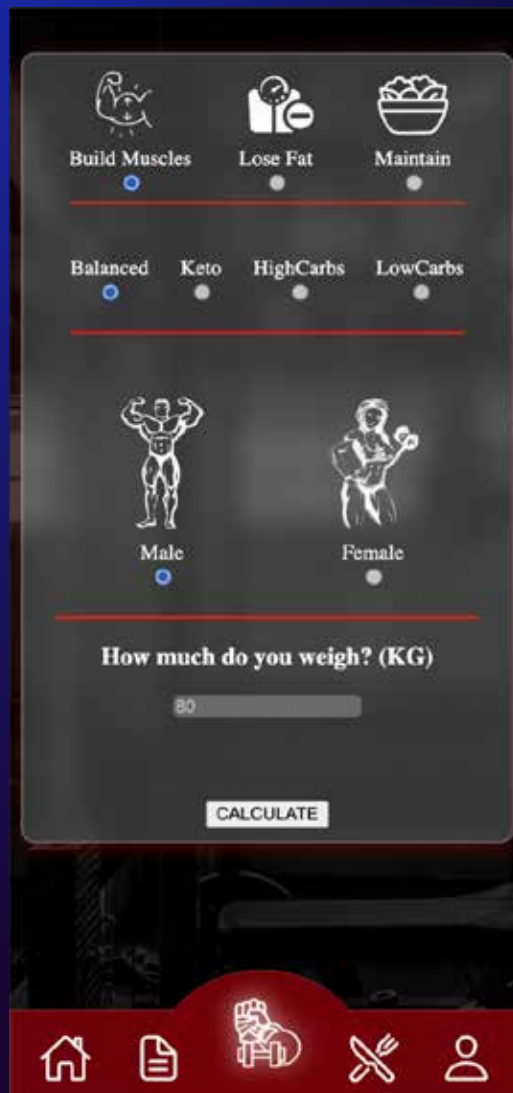 Build Muscles Lose Fat Maintain
Balanced Keto HighCarbs LowCarbs
Male Female
How much do you weigh? (KG)
80
CALCULATE